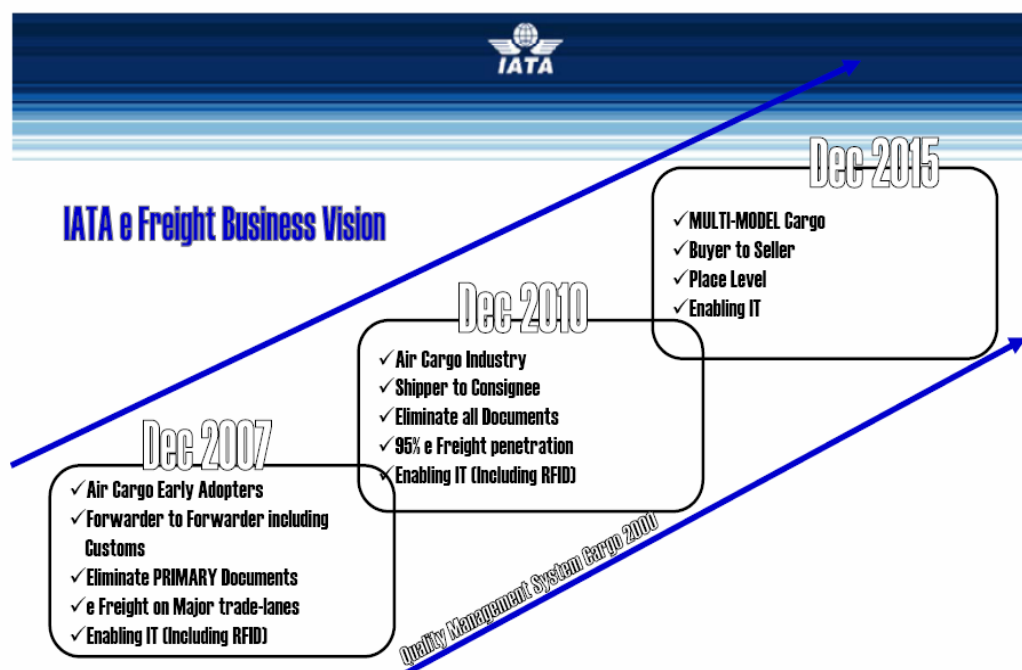 IATA
IATA e Freight Business Vision
Dec 2015
✓MULTI-MODEL Cargo
✓Buyer to Seller
✓Place Level
✓Enabling IT
Dec 2010
✓Air Cargo Industry
✓Shipper to Consignee
✓Eliminate all Documents
✓95% e Freight penetration
✓Enabling IT (Including RFID)
Dec 2007
✓Air Cargo Early Adopters
✓Forwarder to Forwarder including
Customs
✓Eliminate PRIMARY Documents
✓e Freight on Major trade-lanes
✓Enabling IT (Including RFID)
Quality Management System Cargo 2000